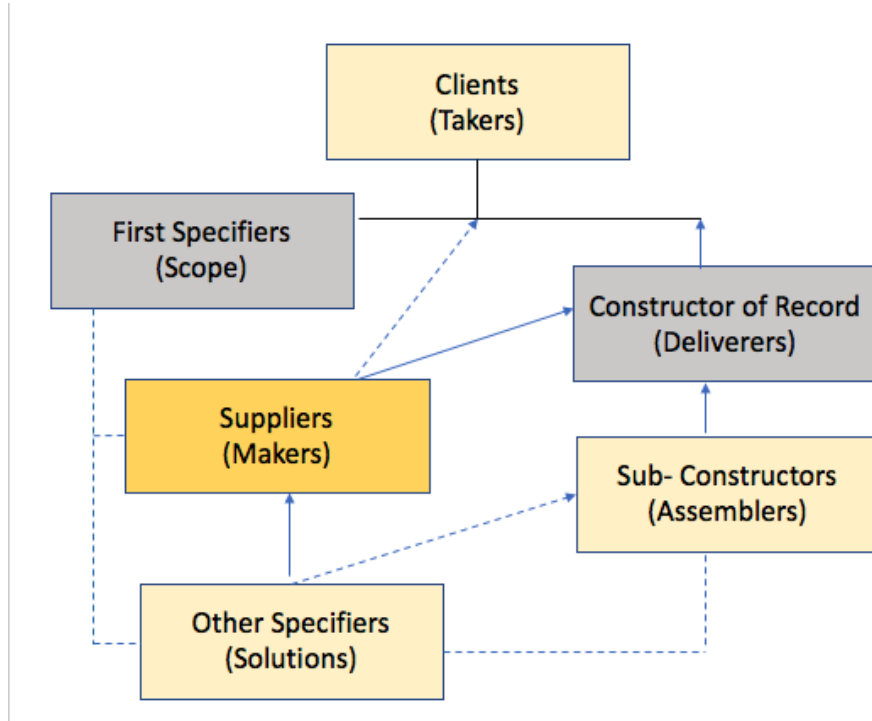 Clients
(Takers)
First Specifiers
(Scope)
Constructor of Record
(Deliverers)
Suppliers
(Makers)
Sub- Constructors
(Assemblers)
Other Specifiers
(Solutions)